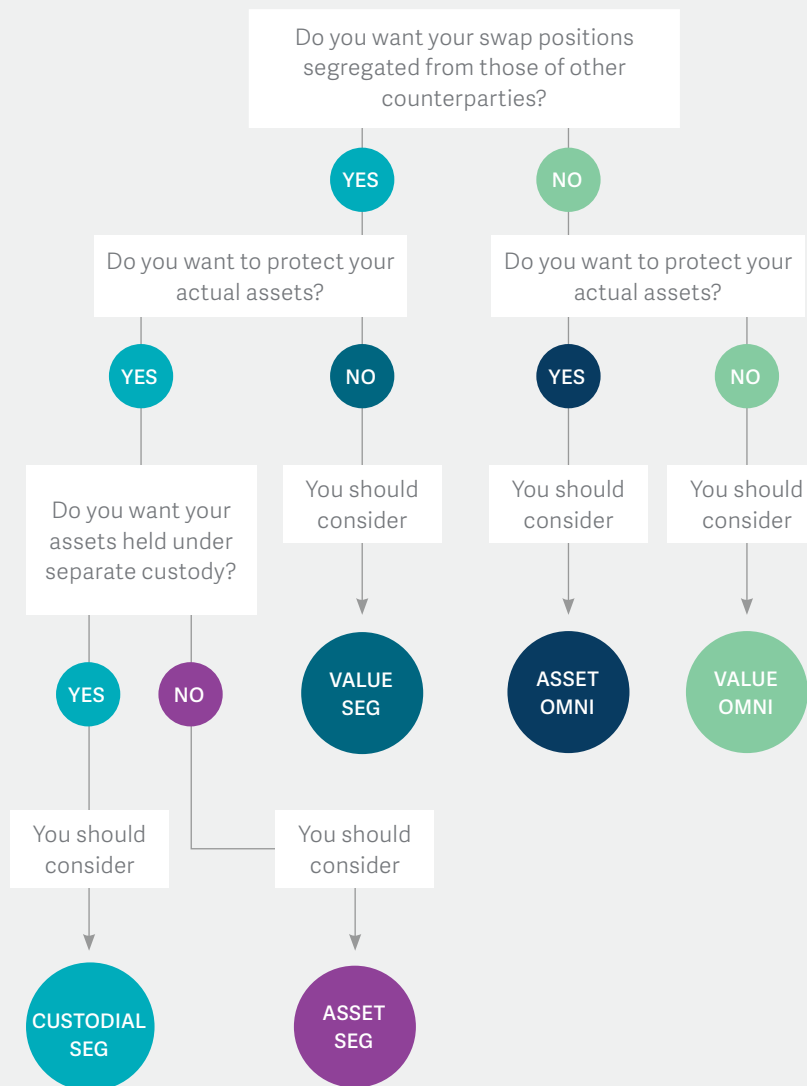 Do you want your swap positions
segregated from those of other
counterparties?
YES
NO
Do you want to protect your
actual assets?
Do you want to protect your
actual assets?
YES
NO
YES
NO
Do you want your
assets held under
separate custody?
You should
consider
You should
consider
You should
consider
YES
NO
VALUE
SEG
ASSET
OMNI
VALUE
OMNI
You should
consider
You should
consider
CUSTODIAL
SEG
ASSET
SEG